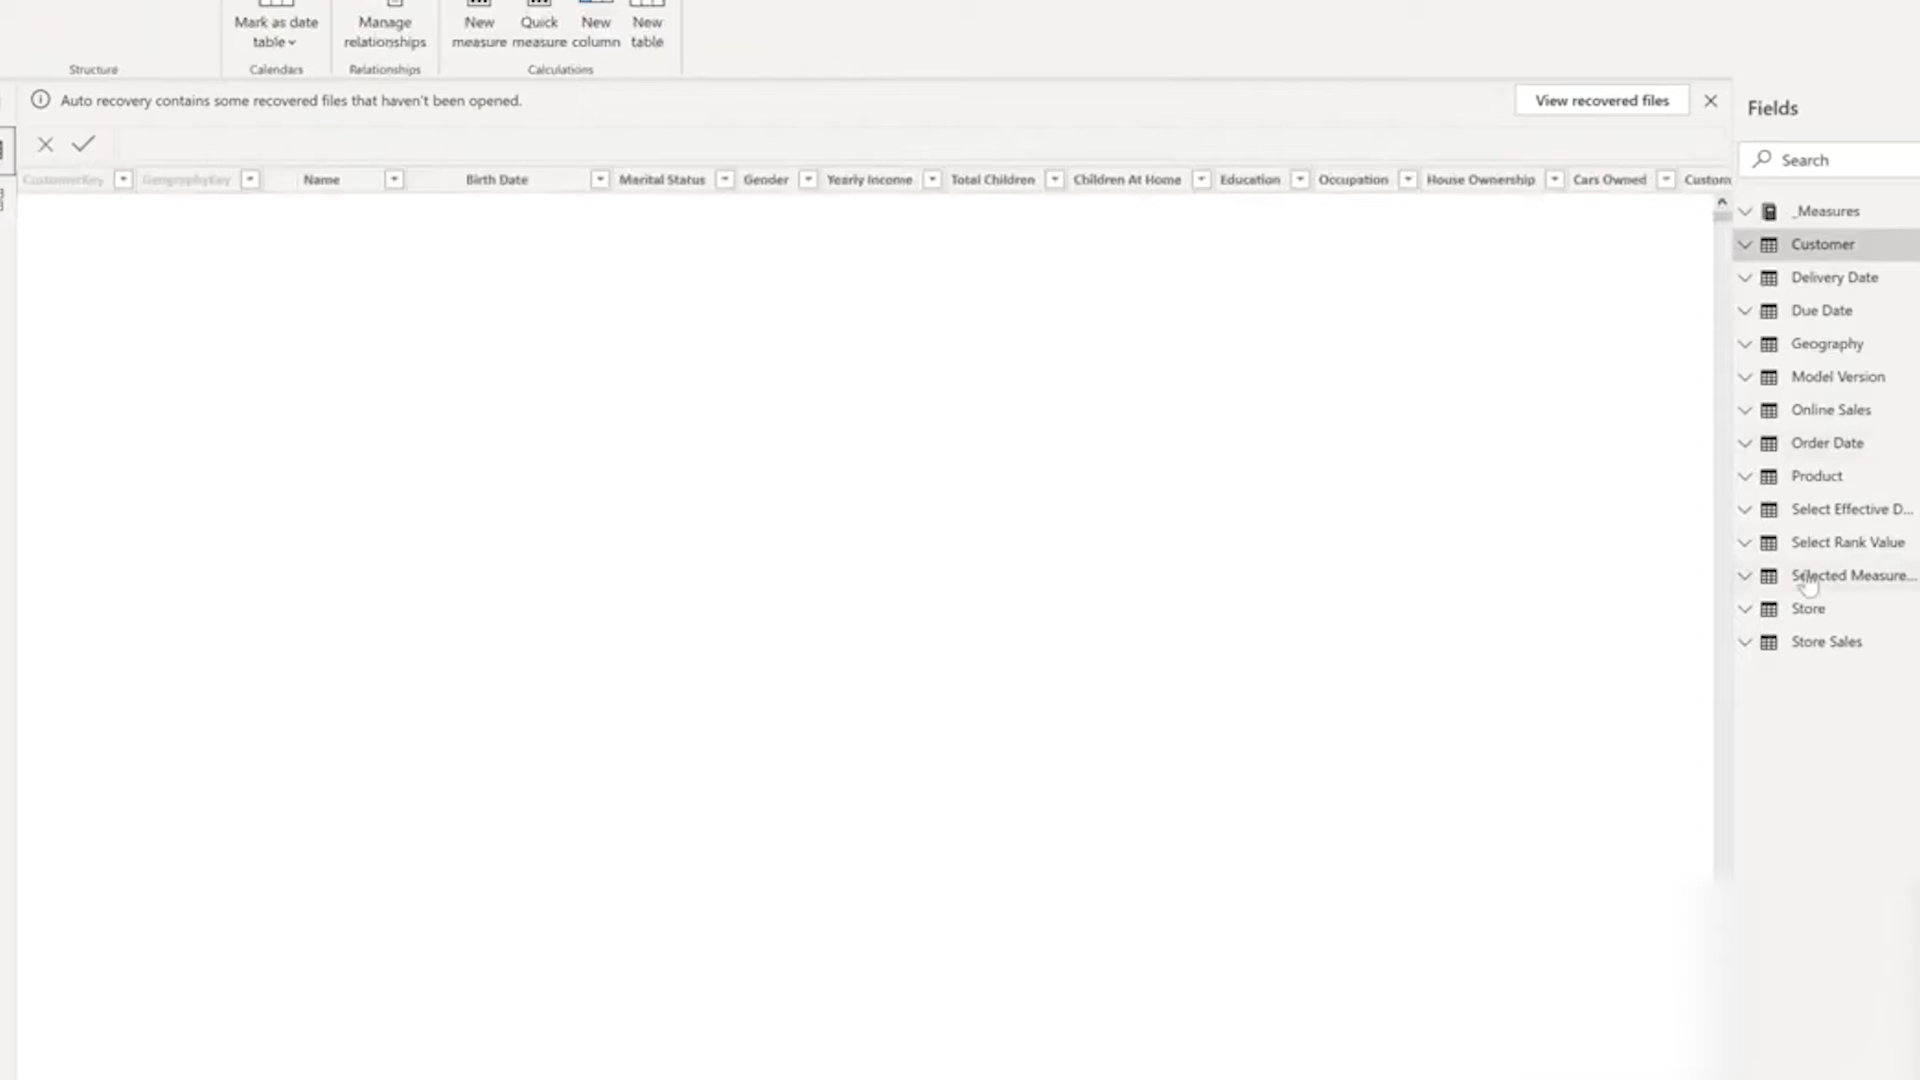 Mark as date
table
Manage
relationships
New
measure
Quick
measure
New
column
New
table
Structure
Calendars
Relationships
Calculations
Auto recovery contains some recovered files that haven't been opened.
View recovered files
CustomerKey
GeographyKey
Name
Birth Date
Marital Status
Gender
Yearly Income
Total Children
Children At Home
Education
Occupation
House Ownership
Cars Owned
Custom
Fields
Search
_Measures
Customer
Delivery Date
Due Date
Geography
Model Version
Online Sales
Order Date
Product
Select Effective D...
Select Rank Value
Selected Measure...
Store
Store Sales